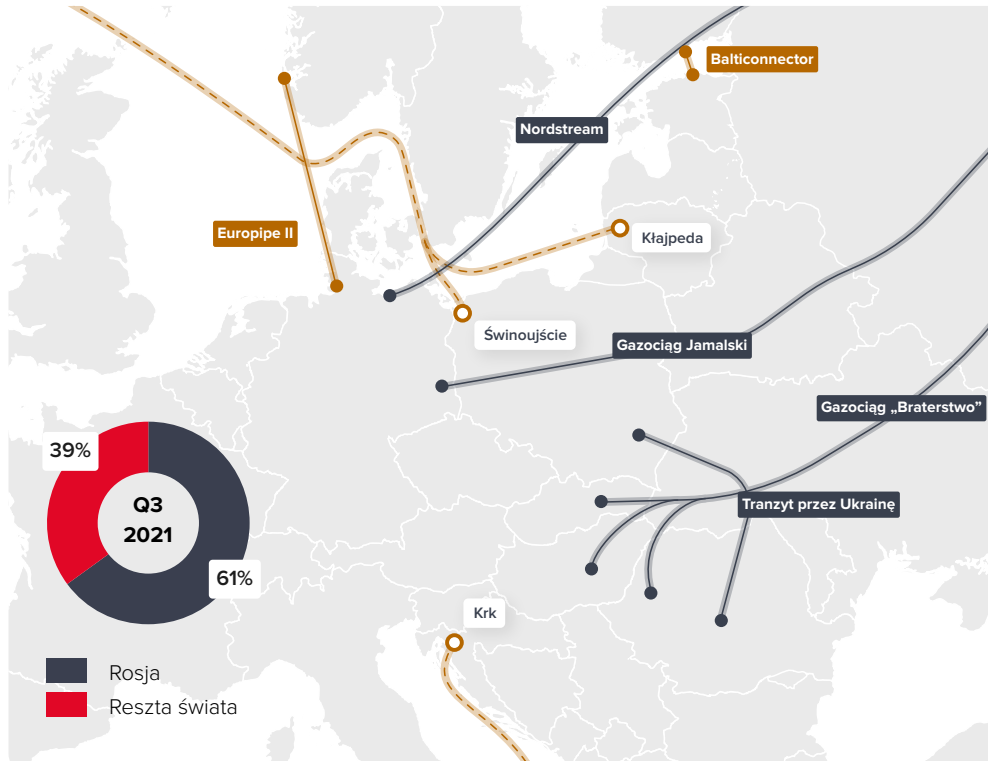 Balticonnector
Nordstream
Europipe II
Kłajpeda
Świnoujście
Gazociąg Jamalski
Gazociąg „Braterstwo”
39%
Q3
2021
Tranzyt przez Ukrainę
61%
Krk
Rosja
Reszta świata